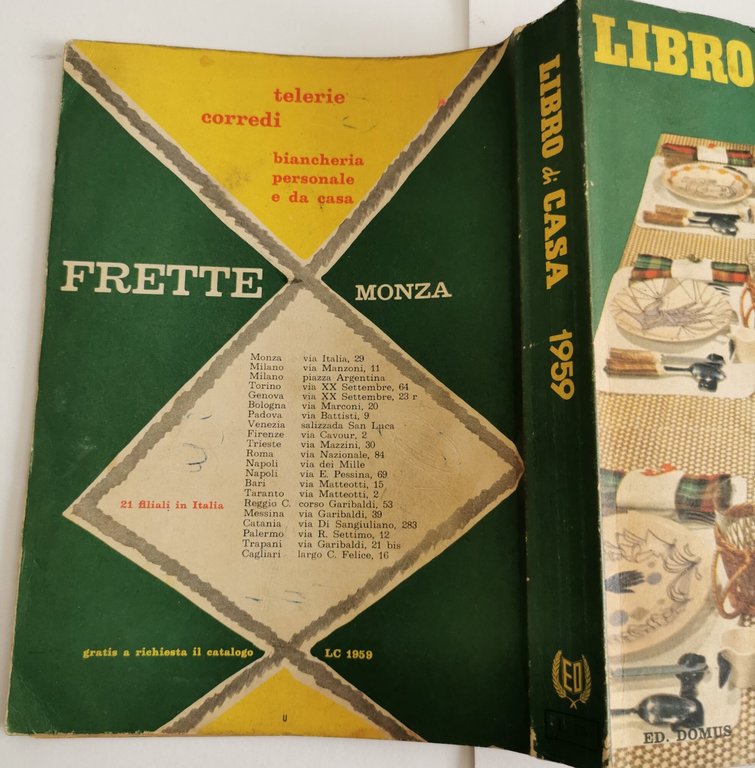 telerie
corredi
biancheria
personale
e da casa
FRETTE
MONZA
Monza via Italia, 29
Milano via Manzoni, 11
Milano piazza Argentina
Torino via XX Settembre, 64
Genova via XX Settembre, 23 r
Bologna via Marconi, 20
Padova via Battisti, 9
Venezia salizzada San Luca
Firenze via Cavour, 2
Trieste via Mazzini, 30
Roma via Nazionale, 84
Napoli via dei Mille
Napoli via E. Pessina, 69
Bari via Matteotti, 15
Taranto via Matteotti, 2
Reggio C. corso Garibaldi, 53
Messina via Garibaldi, 39
Catania via Di Sangiuliano, 283
Palermo via R. Settimo, 12
Trapani via Garibaldi, 21 bis
Cagliari largo C. Felice, 16
21 filiali in Italia
gratis a richiesta il catalogo
LC 1959
U
LIBRO di CASA 1959
ED
LIBRO
ED. DOMUS